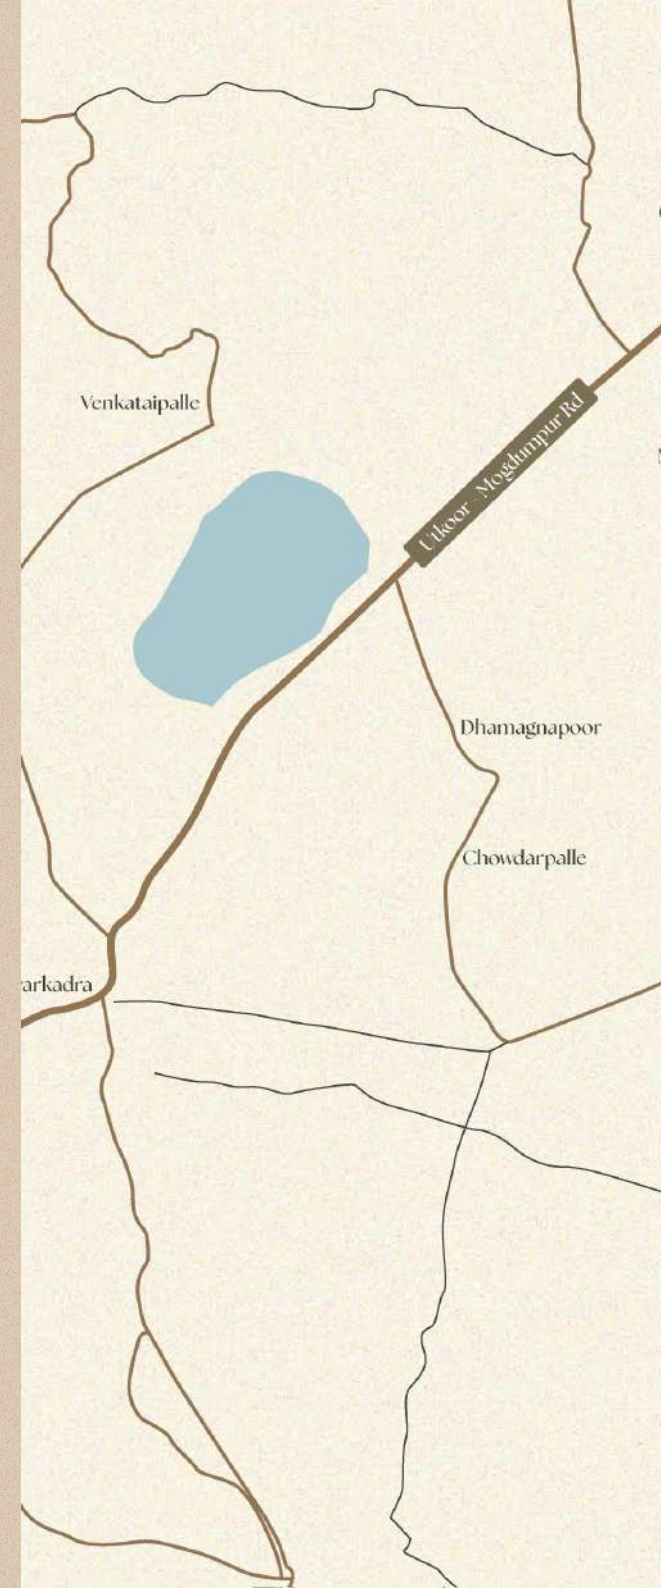 Venkataipalle
Utkoor - Mogdumpur Rd
Dhamagnapoor
Chowdarpalle
arkadra